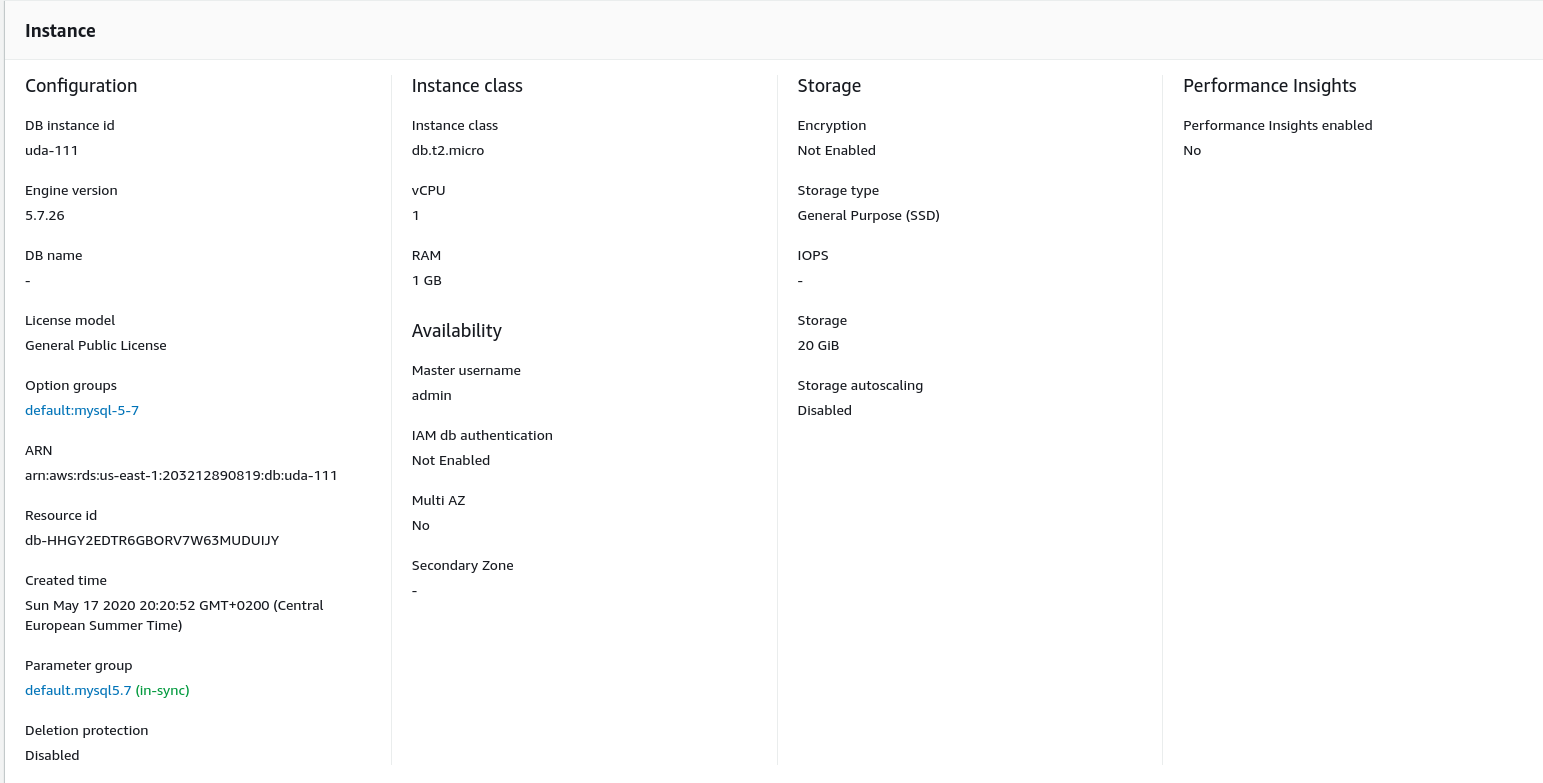 Instance
Configuration
DB instance id
uda-111
Engine version
5.7.26
DB name
-
License model
General Public License
Option groups
default:mysql-5-7
ARN
arn:aws:rds:us-east-1:203212890819:db:uda-111
Resource id
db-HHGY2EDTR6GBORV7W63MUDUIJY
Created time
Sun May 17 2020 20:20:52 GMT+0200 (Central
European Summer Time)
Parameter group
default.mysql5.7 (in-sync)
Deletion protection
Disabled
Instance class
Instance class
db.t2.micro
vCPU
1
RAM
1 GB
Availability
Master username
admin
IAM db authentication
Not Enabled
Multi AZ
No
Secondary Zone
-
Storage
Encryption
Not Enabled
Storage type
General Purpose (SSD)
IOPS
-
Storage
20 GiB
Storage autoscaling
Disabled
Performance Insights
Performance Insights enabled
No